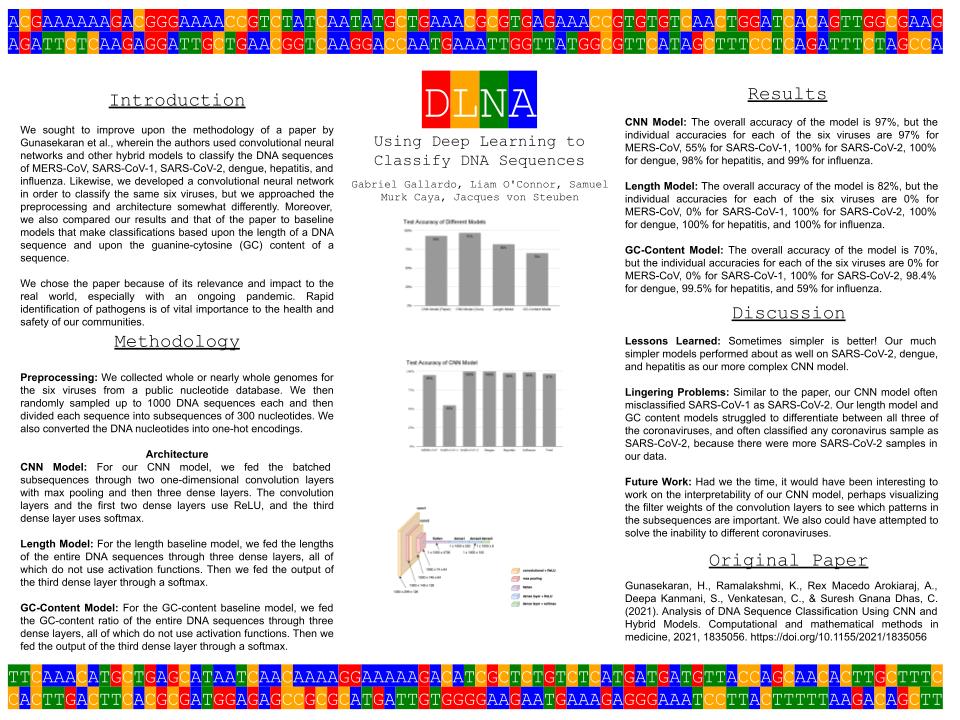 ACGAAAAAAGACGGGAAAACCGTCTATCAATATGCTGAAACGCGTGAGAAACCGTGTGTCAACTGGATCACAGTTGGCGAAG
AGATTCTCAAGAGGATTGCTGAACGGTCAAGGACCAATGAAATTGGTTATGGCGTTCATAGCTTTCCTCAGATTTCTAGCCA
Introduction
We sought to improve upon the methodology of a paper by
Gunasekaran et al., wherein the authors used convolutional neural
networks and other hybrid models to classify the DNA sequences
of MERS-CoV, SARS-CoV-1, SARS-CoV-2, dengue, hepatitis, and
influenza. Likewise, we developed a convolutional neural network
in order to classify the same six viruses, but we approached the
preprocessing and architecture somewhat differently. Moreover,
we also compared our results and that of the paper to baseline
models that make classifications based upon the length of a DNA
sequence and upon the guanine-cytosine (GC) content of a
sequence.
We chose the paper because of its relevance and impact to the
real world, especially with an ongoing pandemic. Rapid
identification of pathogens is of vital importance to the health and
safety of our communities.
Methodology
Preprocessing: We collected whole or nearly whole genomes for
the six viruses from a public nucleotide database. We then
randomly sampled up to 1000 DNA sequences each and then
divided each sequence into subsequences of 300 nucleotides. We
also converted the DNA nucleotides into one-hot encodings.
Architecture
CNN Model: For our CNN model, we fed the batched
subsequences through two one-dimensional convolution layers
with max pooling and then three dense layers. The convolution
layers and the first two dense layers use ReLU, and the third
dense layer uses softmax.
Length Model: For the length baseline model, we fed the lengths
of the entire DNA sequences through three dense layers, all of
which do not use activation functions. Then we fed the output of
the third dense layer through a softmax.
GC-Content Model: For the GC-content baseline model, we fed
the GC-content ratio of the entire DNA sequences through three
dense layers, all of which do not use activation functions. Then we
fed the output of the third dense layer through a softmax.
DLNA
Using Deep Learning to
Classify DNA Sequences
Gabriel Gallardo, Liam O'Connor, Samuel
Murk Caya, Jacques von Steuben
Test Accuracy of Different Models
100%
75%
50%
25%
0%
CNN Model (Paper) CNN Model (Ours) Length Model GC-Content Model
Test Accuracy of CNN Model
100%
75%
50%
25%
0%
convolutional + ReLU
max pooling
flatten
dense layer + ReLU
dense layer + softmax
Results
CNN Model: The overall accuracy of the model is 97%, but the
individual accuracies for each of the six viruses are 97% for
MERS-CoV, 55% for SARS-CoV-1, 100% for SARS-CoV-2, 100%
for dengue, 98% for hepatitis, and 99% for influenza.
Length Model: The overall accuracy of the model is 82%, but the
individual accuracies for each of the six viruses are 0% for
MERS-CoV, 0% for SARS-CoV-1, 100% for SARS-CoV-2, 100%
for dengue, 100% for hepatitis, and 100% for influenza.
GC-Content Model: The overall accuracy of the model is 70%,
but the individual accuracies for each of the six viruses are 0% for
MERS-CoV, 0% for SARS-CoV-1, 100% for SARS-CoV-2, 98.4%
for dengue, 99.5% for hepatitis, and 59% for influenza.
Discussion
Lessons Learned: Sometimes simpler is better! Our much
simpler models performed about as well on SARS-CoV-2, dengue,
and hepatitis as our more complex CNN model.
Lingering Problems: Similar to the paper, our CNN model often
misclassified SARS-CoV-1 as SARS-CoV-2. Our length model and
GC content models struggled to differentiate between all three of
the coronaviruses, and often classified any coronavirus sample as
SARS-CoV-2, because there were more SARS-CoV-2 samples in
our data.
Future Work: Had we the time, it would have been interesting to
work on the interpretability of our CNN model, perhaps visualizing
the filter weights of the convolution layers to see which patterns in
the subsequences are important. We also could have attempted to
solve the inability to different coronaviruses.
Original Paper
Gunasekaran, H., Ramalakshmi, K., Rex Macedo Arokiaraj, A.,
Deepa Kanmani, S., Venkatesan, C., & Suresh Gnana Dhas, C.
(2021). Analysis of DNA Sequence Classification Using CNN and
Hybrid Models. Computational and mathematical methods in
medicine, 2021, 1835056. https://doi.org/10.1155/2021/1835056
TTCAAACATGCTGAGCATAATCAACAAAAGGAAAAAGACATCGCTCTGTCTCATGATGATGTTACCAGCAACACTTGCTTTC
CACTTGACTTCACGCGATGGAGAGCCGCGCATGATTGTGGGGAAGAATGAAAGAGGGAAATCCTTACTTTTTAAGACAGCTT